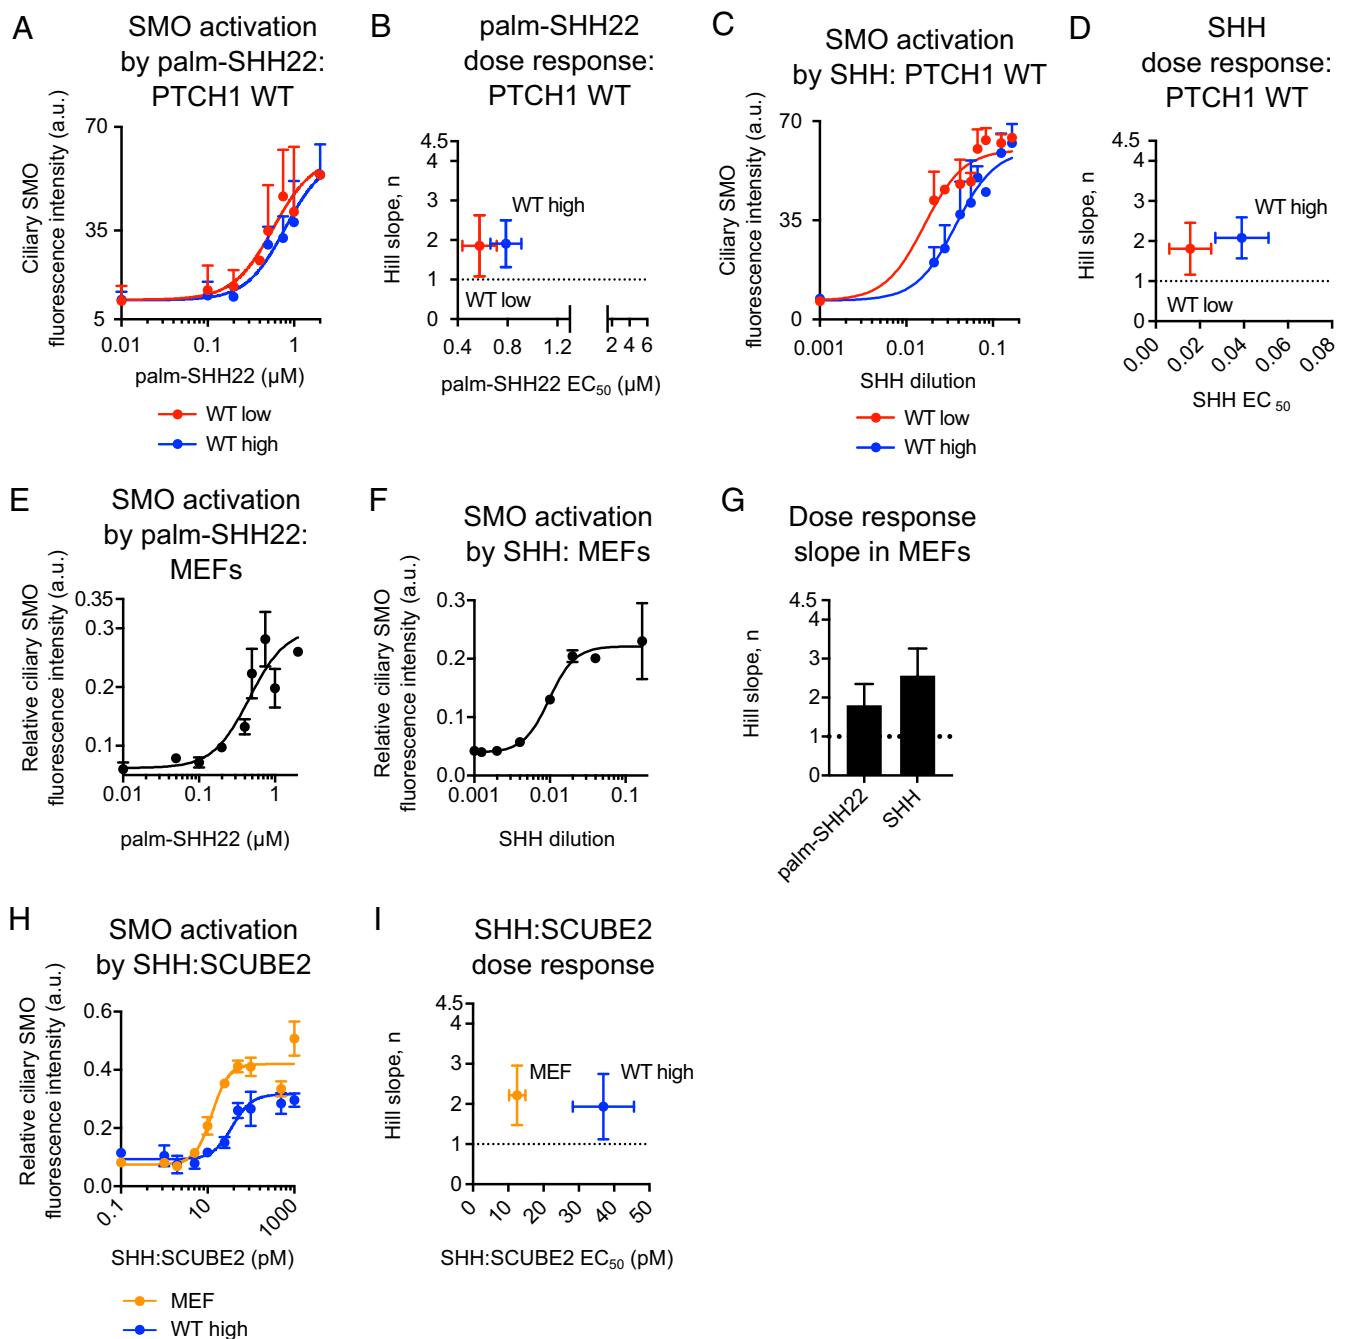 A
SMO activation
by palm-SHH22:
PTCH1 WT
Ciliary SMO
fluorescence intensity (a.u.)
70
35
5
0.01
0.1
1
palm-SHH22 (µM)
WT low
WT high
B
palm-SHH22
dose response:
PTCH1 WT
Hill slope, n
4.5
4
3
2
1
0
WT high
WT low
0.4
0.8
1.2
2 4 6
palm-SHH22 EC50 (µM)
C
SMO activation
by SHH: PTCH1 WT
Ciliary SMO
fluorescence intensity (a.u.)
70
35
0
0.001
0.01
0.1
SHH dilution
WT low
WT high
D
SHH
dose response:
PTCH1 WT
Hill slope, n
4.5
4
3
2
1
0
WT high
WT low
0.00
0.02
0.04
0.06
0.08
SHH EC 50
E
SMO activation
by palm-SHH22:
MEFs
Relative ciliary SMO
fluorescence intensity (a.u.)
0.35
0.3
0.2
0.1
0.01
0.1
1
palm-SHH22 (µM)
F
SMO activation
by SHH: MEFs
Relative ciliary SMO
fluorescence intensity (a.u.)
0.3
0.2
0.1
0.0
0.001
0.01
0.1
SHH dilution
G
Dose response
slope in MEFs
Hill slope, n
4.5
3
2
1
0
palm-SHH22
SHH
H
SMO activation
by SHH:SCUBE2
Relative ciliary SMO
fluorescence intensity (a.u.)
0.6
0.4
0.2
0.0
0.1
10
1000
SHH:SCUBE2 (pM)
MEF
WT high
I
SHH:SCUBE2
dose response
Hill slope, n
4.5
4
3
2
1
0
MEF
WT high
0
10
20
30
40
50
SHH:SCUBE2 EC50 (pM)